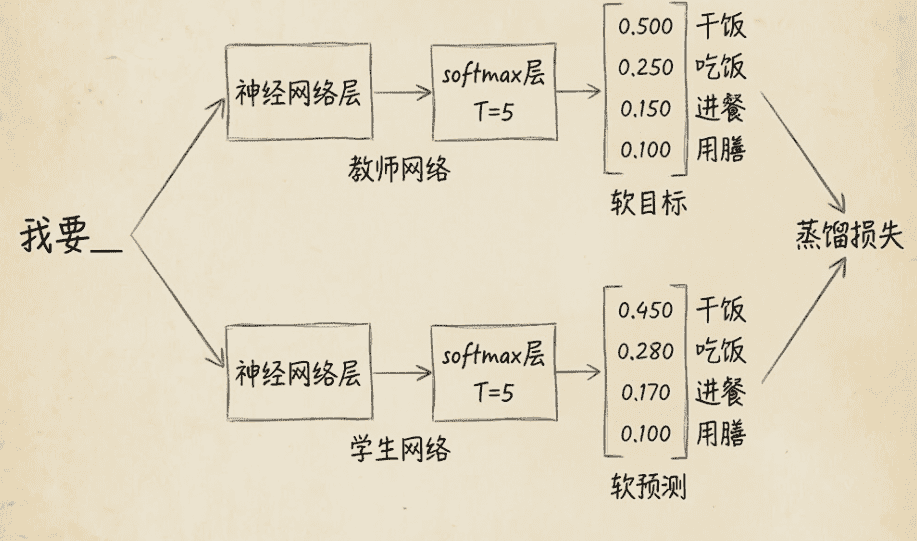 我要__
神经网络层
softmax层
T=5
教师网络
0.500 干饭
0.250 吃饭
0.150 进餐
0.100 用膳
软目标
蒸馏损失
神经网络层
softmax层
T=5
学生网络
0.450 干饭
0.280 吃饭
0.170 进餐
0.100 用膳
软预测